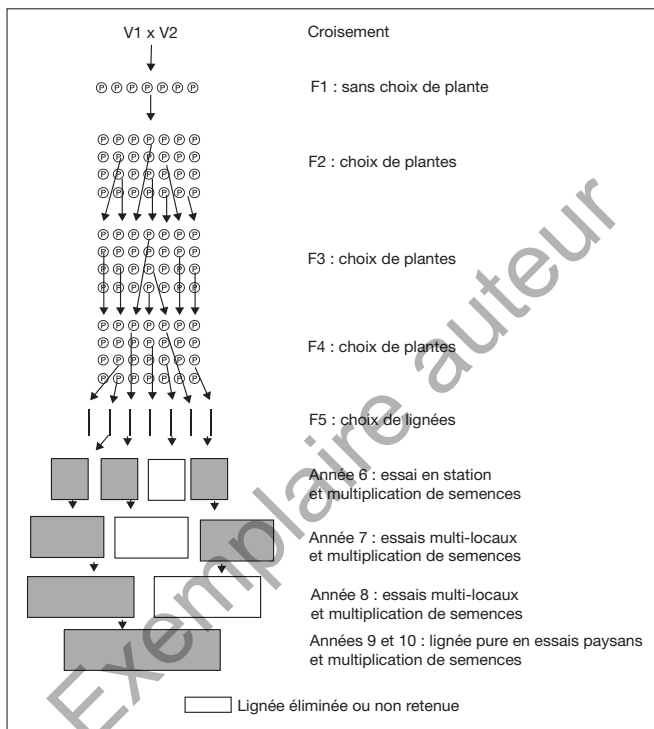 V1 x V2 Croisement
P P P P P P P F1 : sans choix de plante
P P P P P P P
P P P P P P P F2 : choix de plantes
P P P P P P P
P P P P P P P
P P P P P P P
P P P P P P P F3 : choix de plantes
P P P P P P P
P P P P P P P
P P P P P P P
P P P P P P P F4 : choix de plantes
P P P P P P P
P P P P P P P
F5 : choix de lignées
Année 6 : essai en station
et multiplication de semences
Année 7 : essais multi-locaux
et multiplication de semences
Année 8 : essais multi-locaux
et multiplication de semences
Années 9 et 10 : lignée pure en essais paysans
et multiplication de semences
Lignée éliminée ou non retenue
Exemplaire auteur